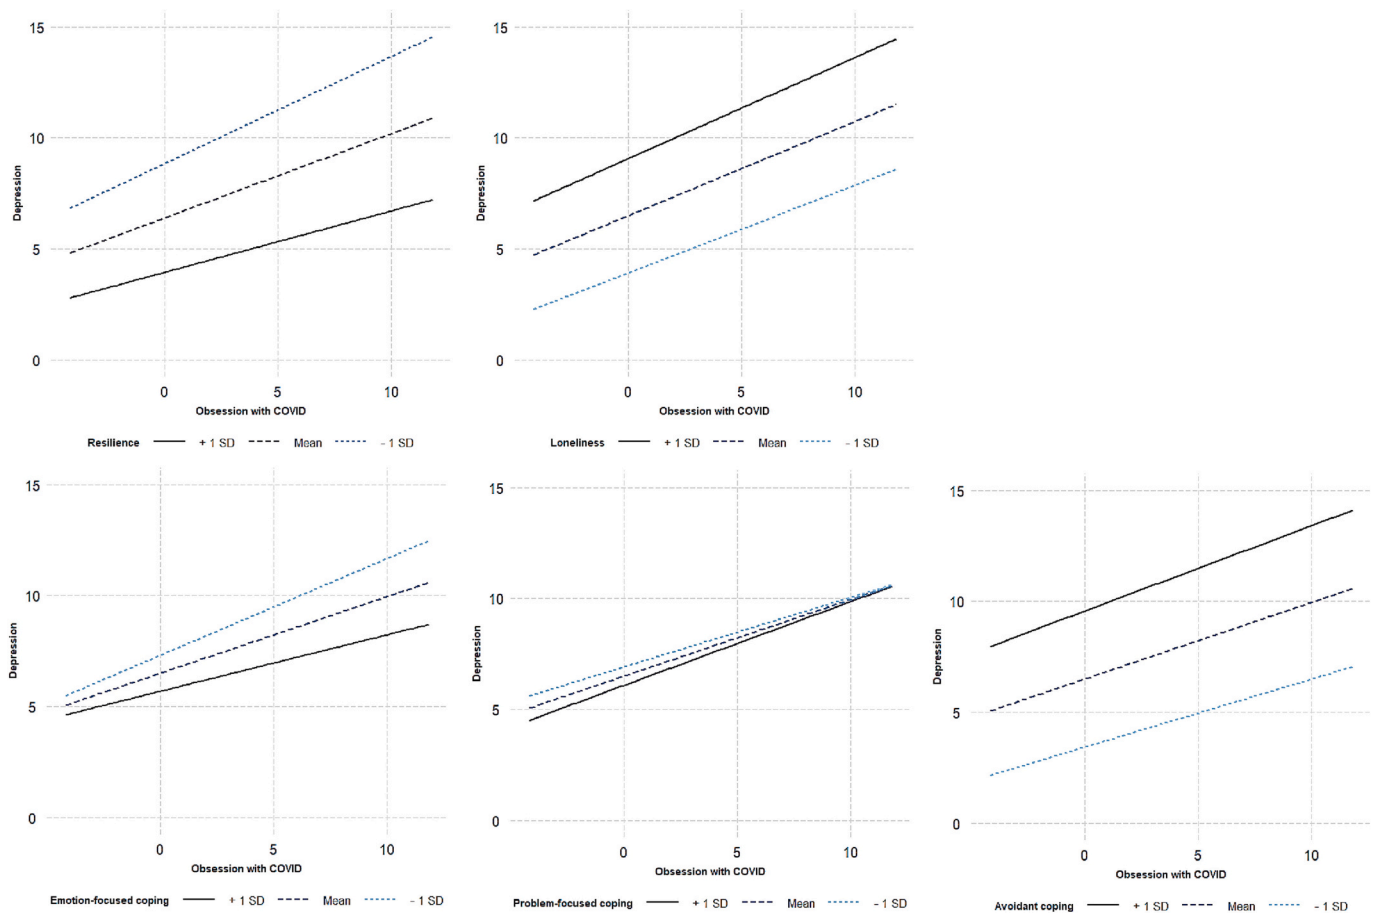 15
10
5
0
Depression
0 5 10
Obsession with COVID
Resilience + 1 SD Mean - 1 SD
15
10
5
0
Depression
0 5 10
Obsession with COVID
Loneliness + 1 SD Mean - 1 SD
15
10
5
0
Depression
0 5 10
Obsession with COVID
Emotion-focused coping + 1 SD Mean - 1 SD
15
10
5
0
Depression
0 5 10
Obsession with COVID
Problem-focused coping + 1 SD Mean - 1 SD
15
10
5
0
Depression
0 5 10
Obsession with COVID
Avoidant coping + 1 SD Mean - 1 SD